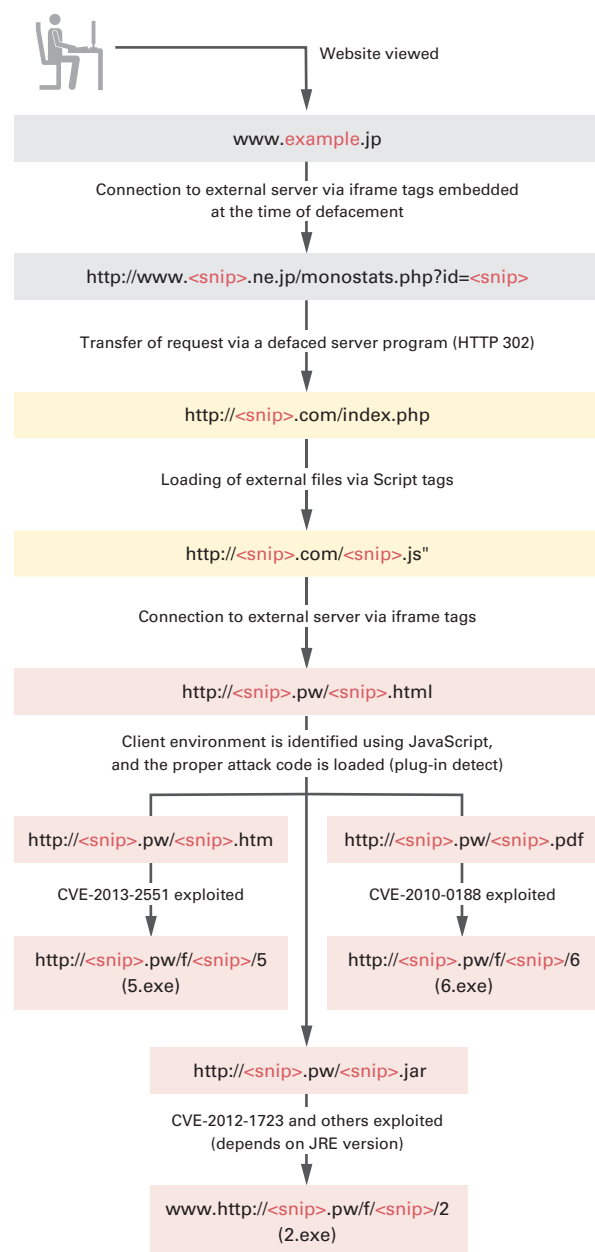 Website viewed
www.example.jp
Connection to external server via iframe tags embedded
at the time of defacement
http://www.<snip>.ne.jp/monostats.php?id=<snip>
Transfer of request via a defaced server program (HTTP 302)
http://<snip>.com/index.php
Loading of external files via Script tags
http://<snip>.com/<snip>.js"
Connection to external server via iframe tags
http://<snip>.pw/<snip>.html
Client environment is identified using JavaScript,
and the proper attack code is loaded (plug-in detect)
http://<snip>.pw/<snip>.htm
CVE-2013-2551 exploited
http://<snip>.pw/f/<snip>/5
(5.exe)
http://<snip>.pw/<snip>.pdf
CVE-2010-0188 exploited
http://<snip>.pw/f/<snip>/6
(6.exe)
http://<snip>.pw/<snip>.jar
CVE-2012-1723 and others exploited
(depends on JRE version)
www.http://<snip>.pw/f/<snip>/2
(2.exe)